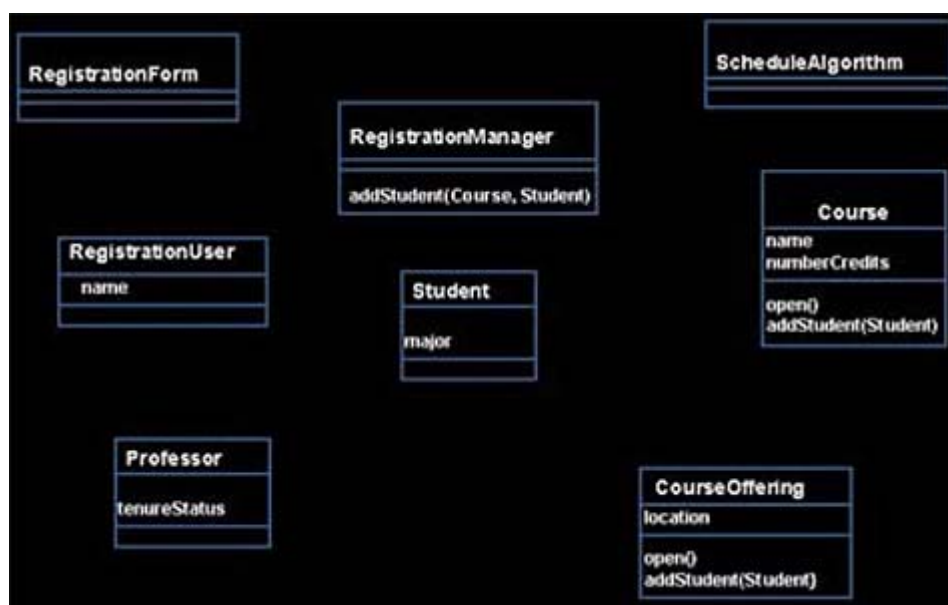 RegistrationForm
ScheduleAlgorithm
RegistrationManager
addStudent(Course, Student)
Course
name
numberCredits
open()
addStudent(Student)
RegistrationUser
name
Student
major
Professor
tenureStatus
CourseOffering
location
open()
addStudent(Student)